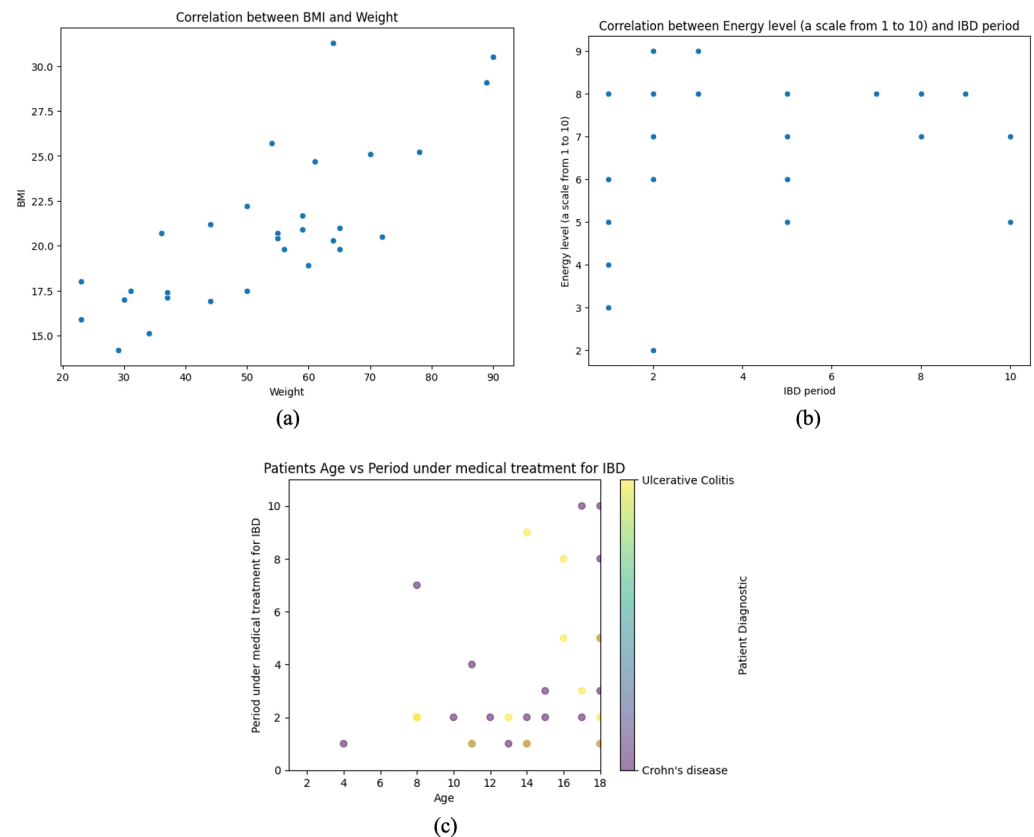 Correlation between BMI and Weight
30.0
27.5
25.0
22.5
20.0
17.5
15.0
BMI
20 30 40 50 60 70 80 90
Weight
(a)
Correlation between Energy level (a scale from 1 to 10) and IBD period
9
8
7
6
5
4
3
2
Energy level (a scale from 1 to 10)
2 4 6 8 10
IBD period
(b)
Patients Age vs Period under medical treatment for IBD
10
8
6
4
2
0
Period under medical treatment for IBD
2 4 6 8 10 12 14 16 18
Age
Ulcerative Colitis
Crohn's disease
Patient Diagnostic
(c)